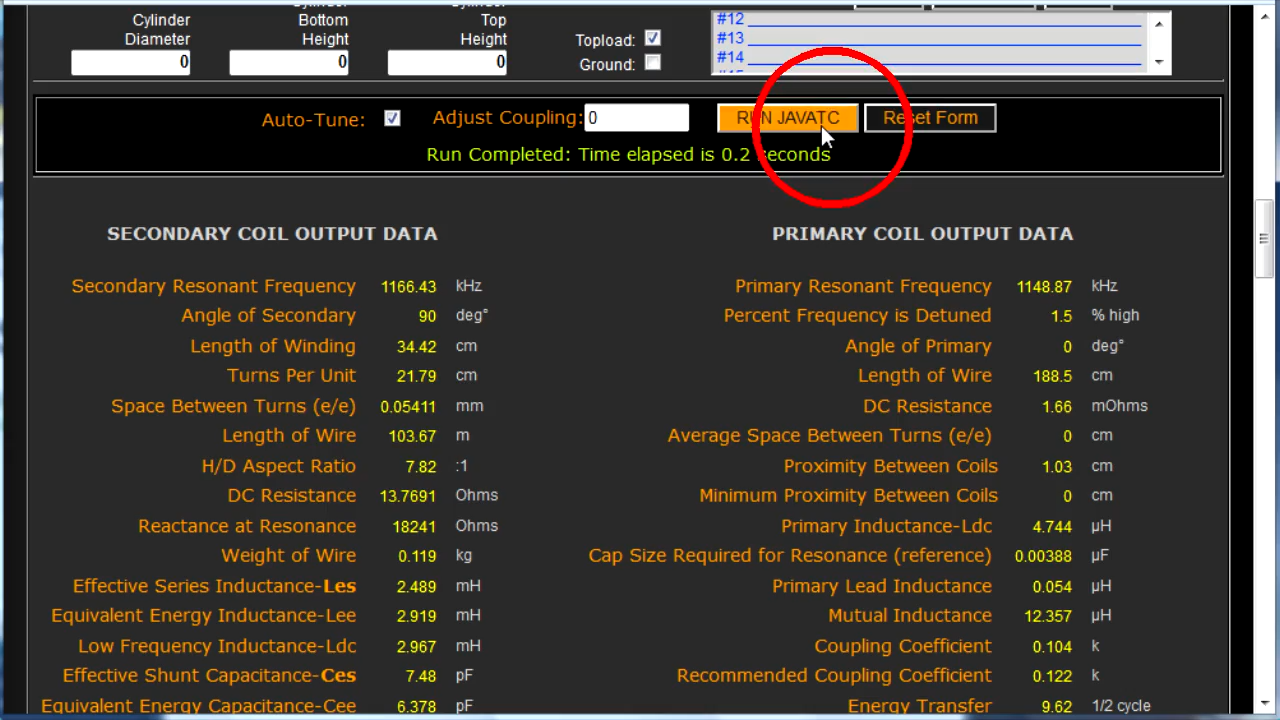 Cylinder Bottom Top
Diameter Height Height
Topload:
0 0 0
Ground:
#12
#13
#14
Auto-Tune: Adjust Coupling: 0 RUN JAVATC Reset Form
Run Completed: Time elapsed is 0.2 seconds
SECONDARY COIL OUTPUT DATA
Secondary Resonant Frequency 1166.43 kHz
Angle of Secondary 90 deg°
Length of Winding 34.42 cm
Turns Per Unit 21.79 cm
Space Between Turns (e/e) 0.05411 mm
Length of Wire 103.67 m
H/D Aspect Ratio 7.82 :1
DC Resistance 13.7691 Ohms
Reactance at Resonance 18241 Ohms
Weight of Wire 0.119 kg
Effective Series Inductance-Les 2.489 mH
Equivalent Energy Inductance-Lee 2.919 mH
Low Frequency Inductance-Ldc 2.967 mH
Effective Shunt Capacitance-Ces 7.48 pF
Equivalent Energy Capacitance-Cee 6.378 pF
PRIMARY COIL OUTPUT DATA
Primary Resonant Frequency 1148.87 kHz
Percent Frequency is Detuned 1.5 % high
Angle of Primary 0 deg°
Length of Wire 188.5 cm
DC Resistance 1.66 mOhms
Average Space Between Turns (e/e) 0 cm
Proximity Between Coils 1.03 cm
Minimum Proximity Between Coils 0 cm
Primary Inductance-Ldc 4.744 µH
Cap Size Required for Resonance (reference) 0.00388 µF
Primary Lead Inductance 0.054 µH
Mutual Inductance 12.357 µH
Coupling Coefficient 0.104 k
Recommended Coupling Coefficient 0.122 k
Energy Transfer 9.62 1/2 cycle